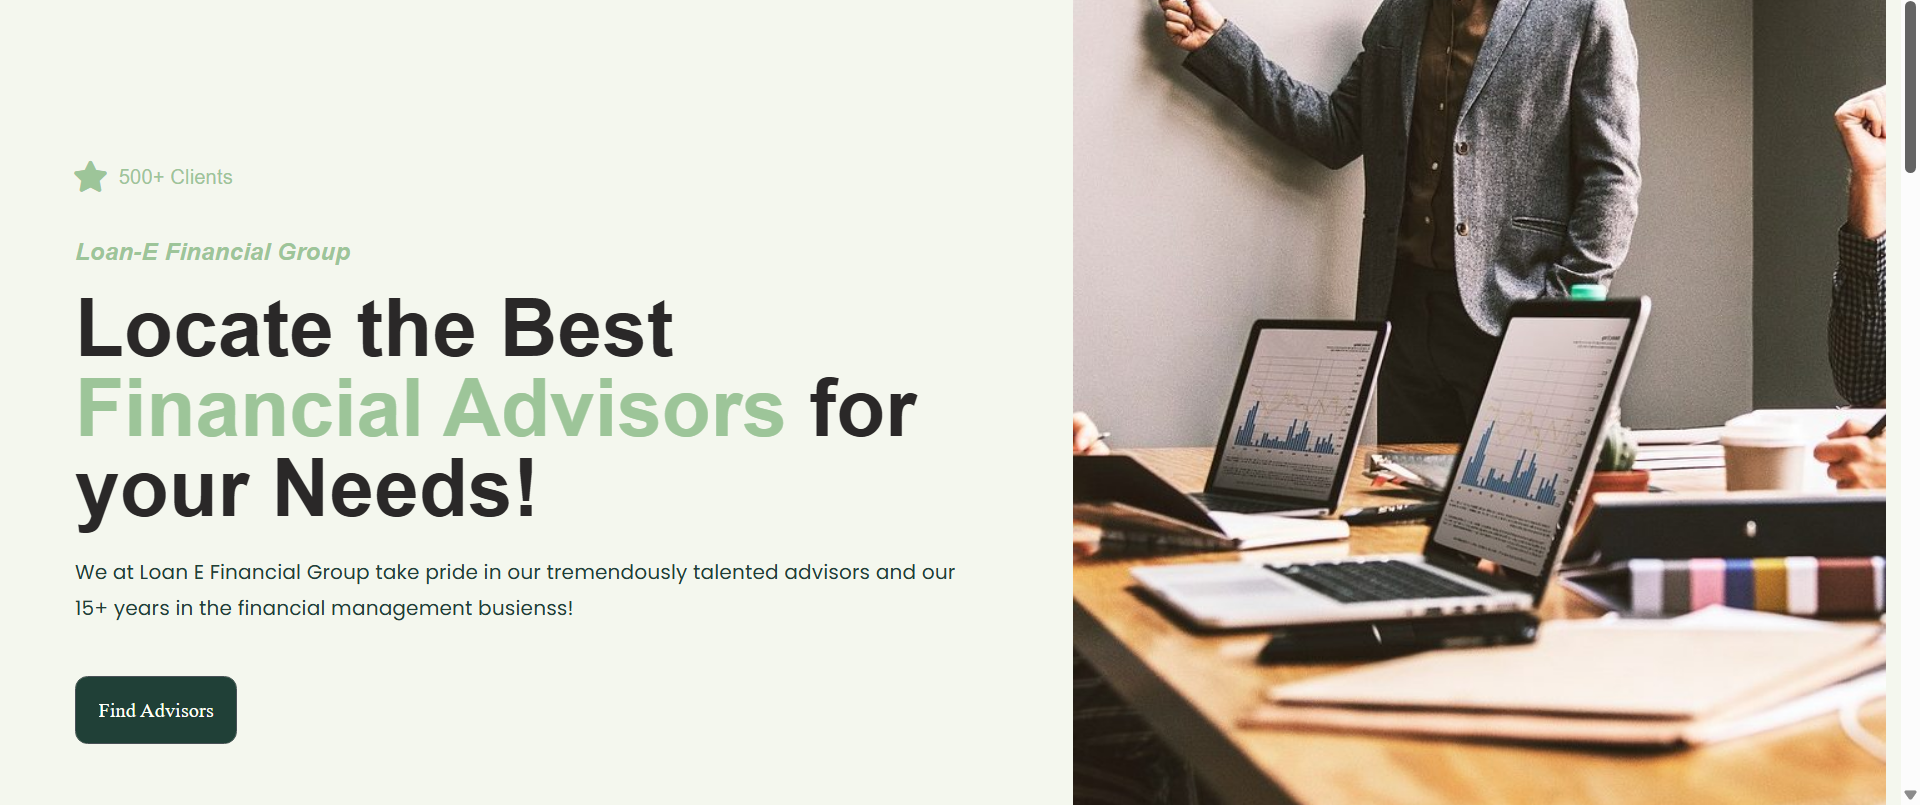 500+ Clients
Loan-E Financial Group
Locate the Best
Financial Advisors for
your Needs!
We at Loan E Financial Group take pride in our tremendously talented advisors and our
15+ years in the financial management busienss!
Find Advisors